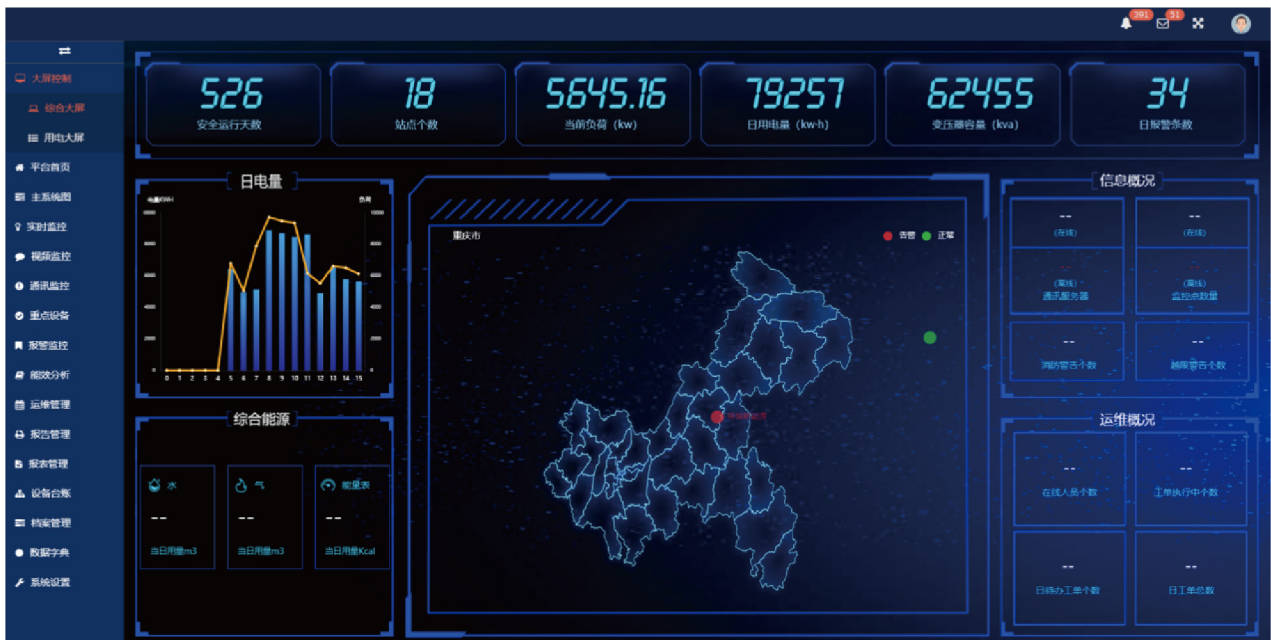 391
51
大屏控制
综合大屏
用电大屏
平台首页
主系统图
实时监控
视频监控
通讯监控
重点设备
报警监控
能效分析
运维管理
报告管理
报表管理
设备台账
档案管理
数据字典
系统设置
526
安全运行天数
18
站点个数
5645.16
当前负荷 (kw)
79257
日用电量 (kw·h)
62455
变压器容量 (kva)
34
日报警条数
日电量
电量KWH
负荷
0 1 2 3 4 5 6 7 8 9 10 11 12 13 14 15
综合能源
水
--
当日用量m3
气
--
当日用量m3
能量表
--
当日用量Kcal
重庆市
告警
正常
信息概况
--
(在线)
--
(在线)
(离线)
通讯服务器
(离线)
监控点数量
--
消防警告个数
--
越限警告个数
运维概况
--
在线人员个数
--
工单执行中个数
--
日待办工单个数
--
日工单总数